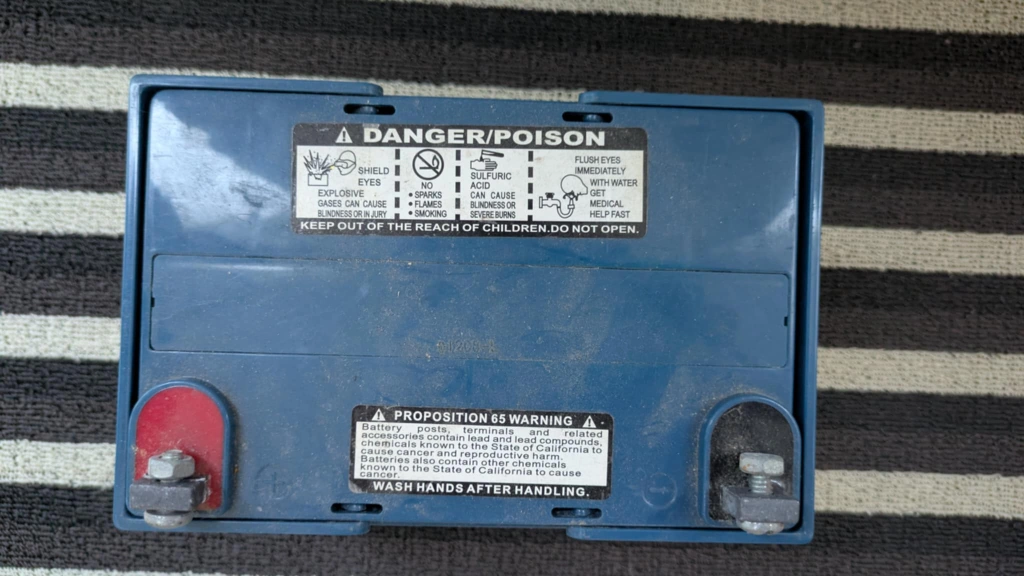 DANGER/POISON
SHIELD
EYES
EXPLOSIVE
GASES CAN CAUSE
BLINDNESS OR IN JURY
NO
• SPARKS
• FLAMES
• SMOKING
SULFURIC
ACID
CAN CAUSE
BLINDNESS OR
SEVERE BURNS
FLUSH EYES
IMMEDIATELY
WITH WATER
GET
MEDICAL
HELP FAST
KEEP OUT OF THE REACH OF CHILDREN.DO NOT OPEN.
PROPOSITION 65 WARNING
Battery posts, terminals and related
accessories contain lead and lead compounds,
chemicals known to the State of California to
cause cancer and reproductive harm.
Batteries also contain other chemicals
known to the State of California to cause
cancer.
WASH HANDS AFTER HANDLING.